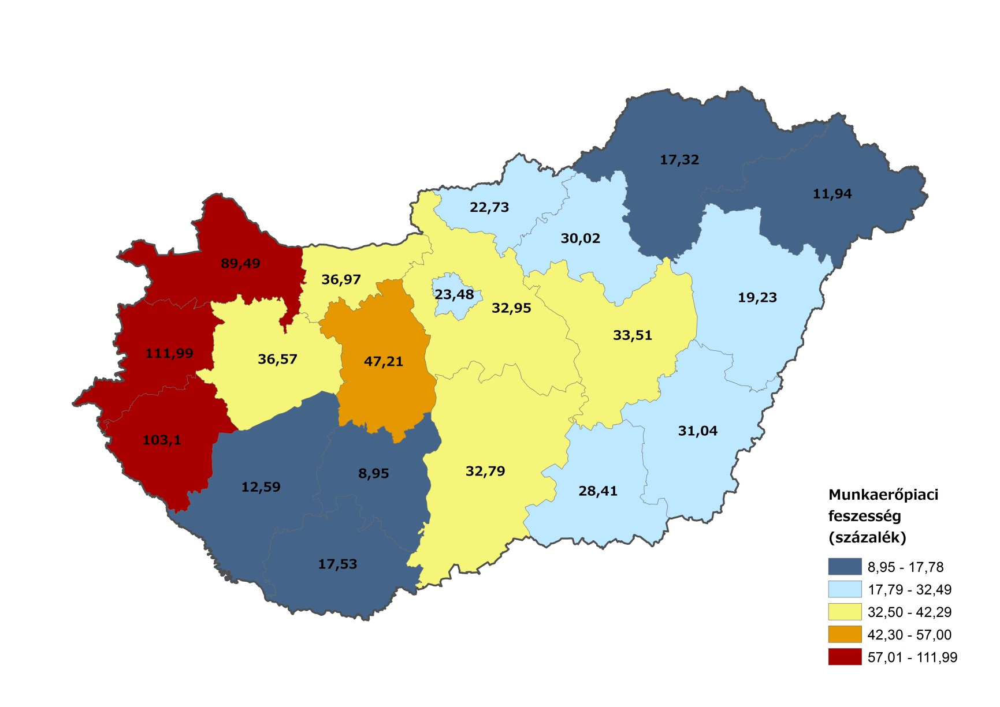 17,32
11,94
22,73
30,02
89,49
36,97
23,48
32,95
19,23
33,51
111,99
36,57
47,21
103,1
31,04
12,59
8,95
32,79
28,41
17,53
Munkaerőpiaci
feszesség
(százalék)
8,95 - 17,78
17,79 - 32,49
32,50 - 42,29
42,30 - 57,00
57,01 - 111,99